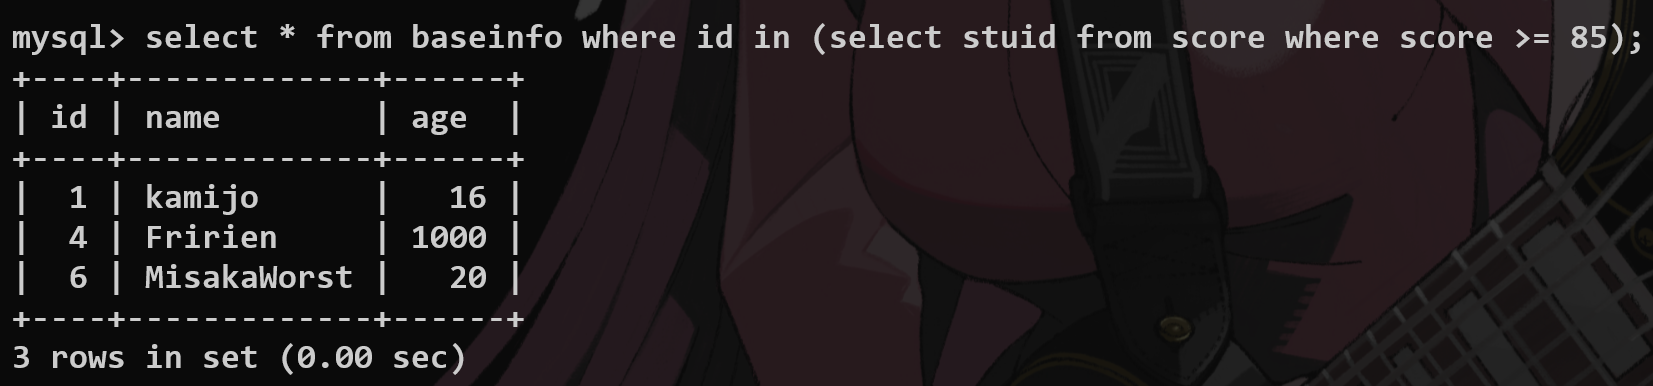 mysql> select * from baseinfo where id in (select stuid from score where score >= 85);
+----+-------------+------+
| id | name        | age  |
+----+-------------+------+
|  1 | kamijo      |   16 |
|  4 | Fririen     | 1000 |
|  6 | MisakaWorst |   20 |
+----+-------------+------+
3 rows in set (0.00 sec)